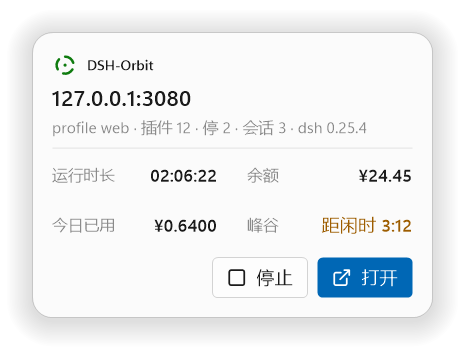 DSH-Orbit
127.0.0.1:3080
profile web · 插件 12 · 停 2 · 会话 3 · dsh 0.25.4
运行时长 02:06:22 余额 ¥24.45
今日已用 ¥0.6400 峰谷 距闲时 3:12
停止 打开